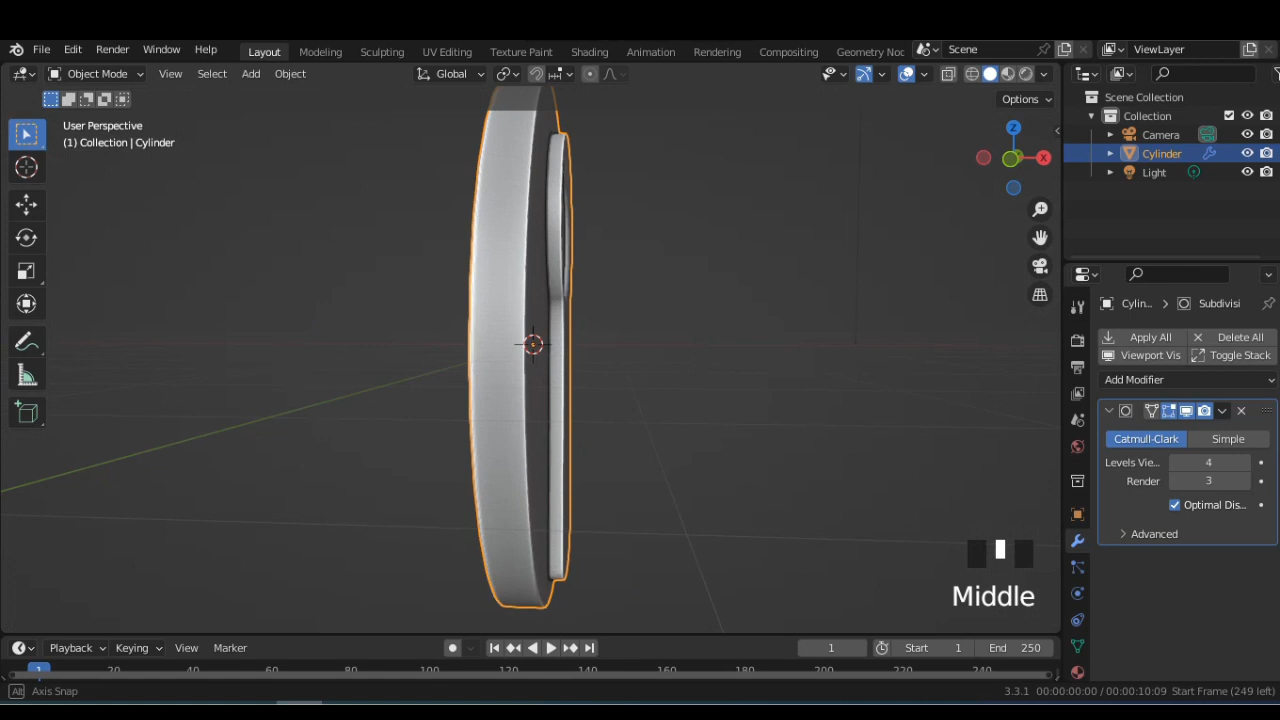 File Edit Render Window Help Layout Modeling Sculpting UV Editing Texture Paint Shading Animation Rendering Compositing Geometry Noc Scene ViewLayer
Object Mode View Select Add Object Global
Options
User Perspective
(1) Collection | Cylinder
Z
X
Scene Collection
Collection
Camera
Cylinder
Light
Cylin... Subdivisi
Apply All Delete All
Viewport Vis Toggle Stack
Add Modifier
Catmull-Clark Simple
Levels Vie... 4
Render 3
Optimal Dis...
Advanced
Middle
Playback Keying View Marker 1 Start 1 End 250
1 20 40 60 80 100 120 140 160 180 200 220 240
Alt Axis Snap 3.3.1 00:00:00:00 / 00:00:10:09 Start Frame (249 left)